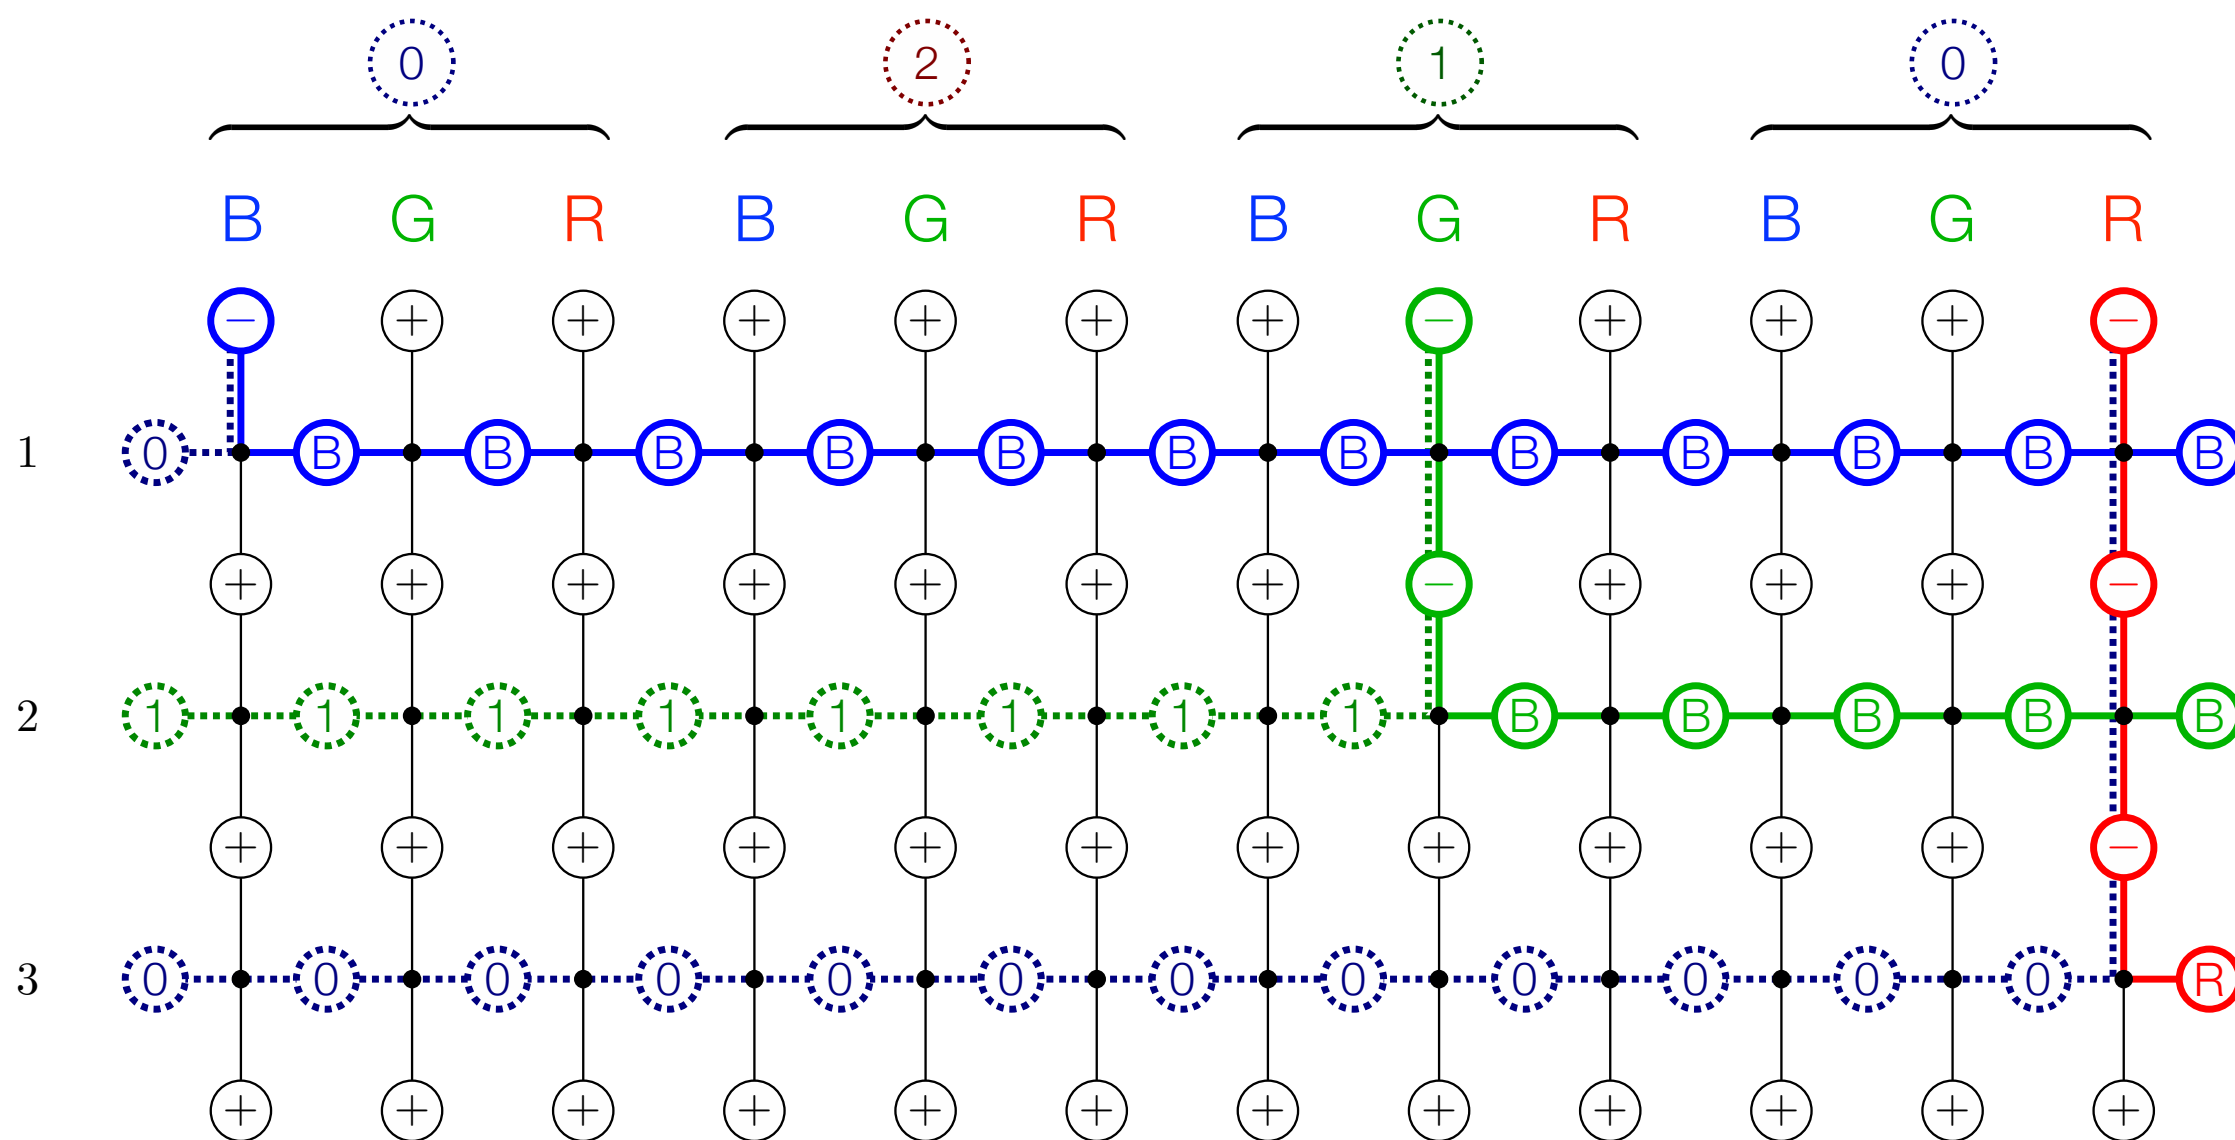 0 2 1 0
B G R B G R B G R B G R
− + + + + + + − + + + −
1 0 B B B B B B B B B B B B
+ + + + + + + − + + + −
2 1 1 1 1 1 1 1 1 B B B B B
+ + + + + + + + + + + −
3 0 0 0 0 0 0 0 0 0 0 0 0 R
+ + + + + + + + + + + +